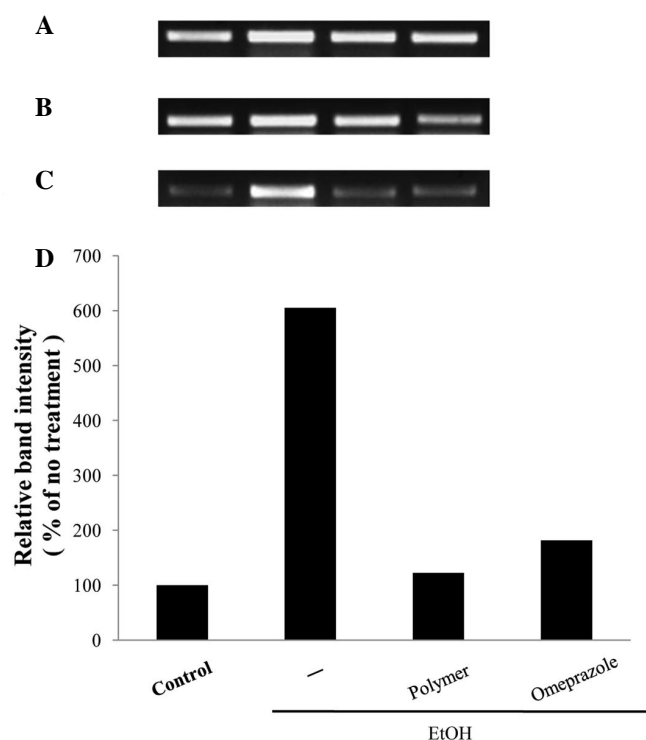 A
B
C
D
700
600
500
400
300
200
100
0
Relative band intensity
( % of no treatment )
Control
—
Polymer
Omeprazole
EtOH